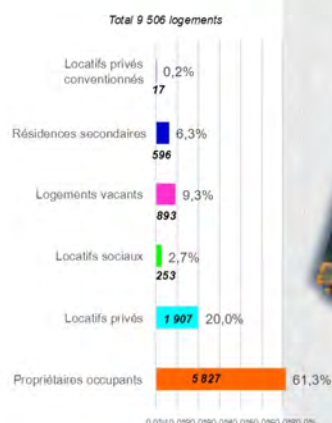 Total 9 506 logements
Locatifs privés
conventionnés
0,2%
17
Résidences secondaires
6,3%
596
Logements vacants
9,3%
893
Locatifs sociaux
2,7%
253
Locatifs privés
1 907
20,0%
Propriétaires occupants
5 827
61,3%